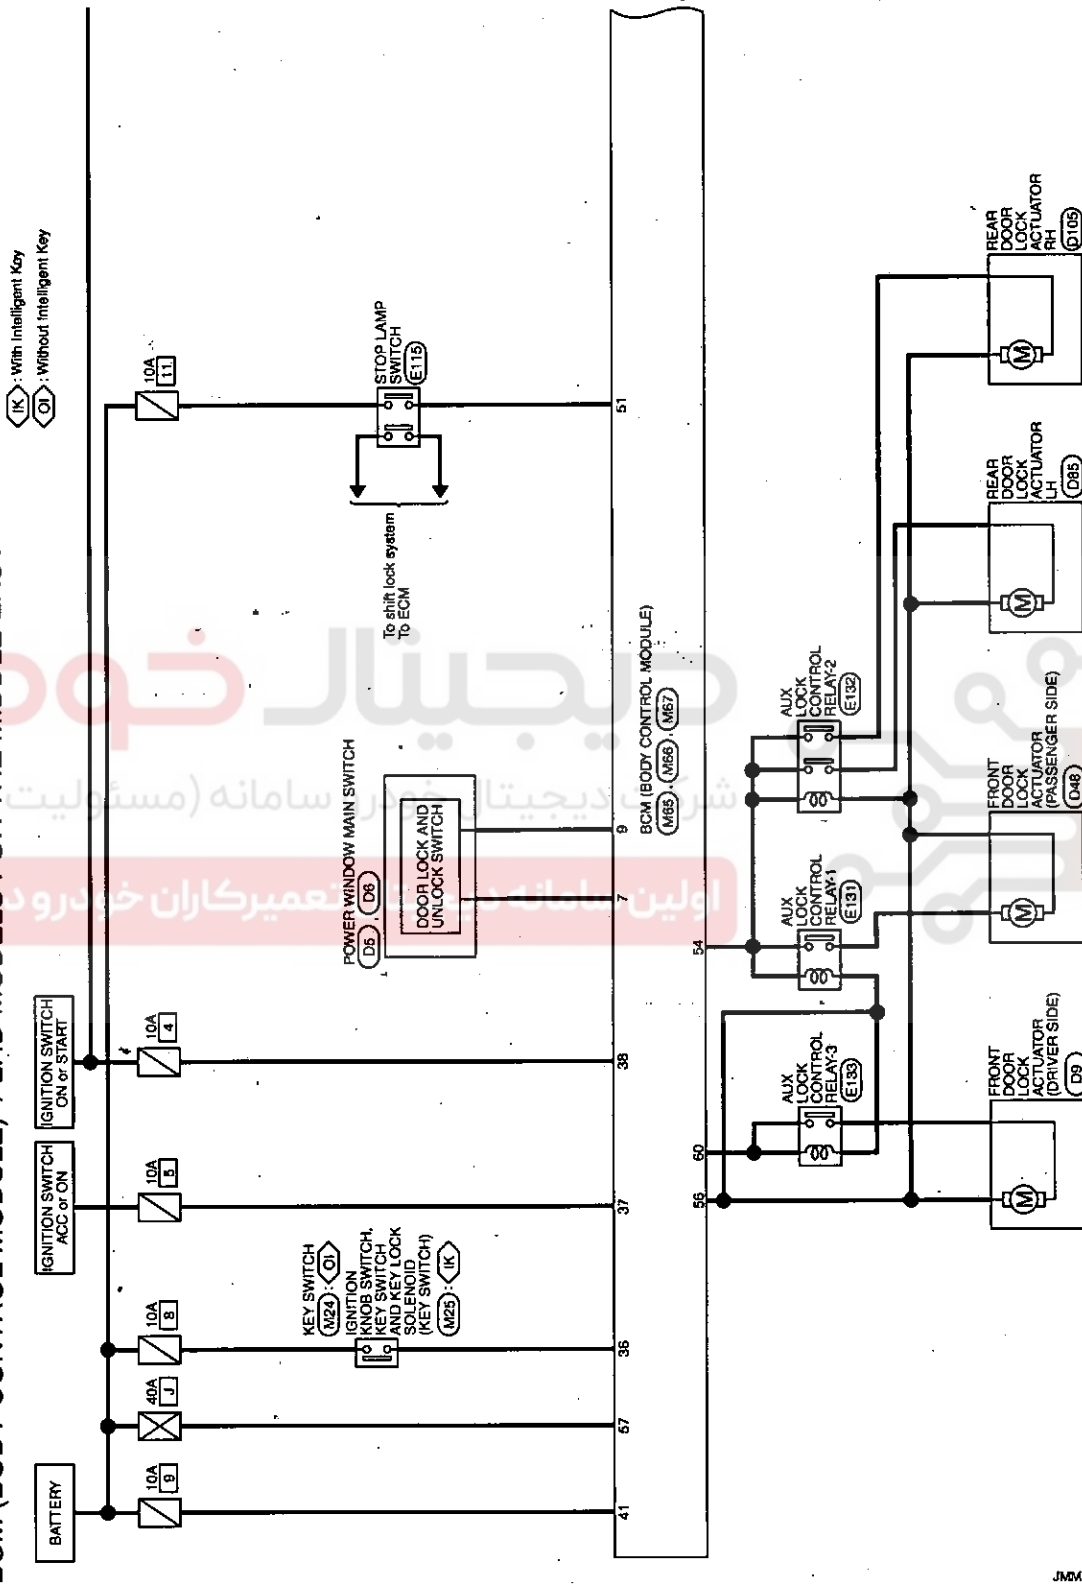 IK : With Intelligent Key
OI : Without Intelligent Key
BATTERY
IGNITION SWITCH
ACC or ON
IGNITION SWITCH
ON or START
10A
9
40A
J
10A
8
10A
5
10A
4
10A
11
KEY SWITCH
M24 : OI
IGNITION
KNOB SWITCH,
KEY SWITCH
AND KEY LOCK
SOLENOID
(KEY SWITCH)
M25 : IK
POWER WINDOW MAIN SWITCH
D5 , D6
DOOR LOCK AND
UNLOCK SWITCH
To shift lock system
To ECM
STOP LAMP
SWITCH
E115
41
57
36
37
38
7
9
51
BCM (BODY CONTROL MODULE)
M65 , M66 , M67
56
60
54
AUX
LOCK
CONTROL
RELAY-3
E133
AUX
LOCK
CONTROL
RELAY-1
E131
AUX
LOCK
CONTROL
RELAY-2
E132
FRONT
DOOR
LOCK
ACTUATOR
(DRIVER SIDE)
D9
M
FRONT
DOOR
LOCK
ACTUATOR
(PASSENGER SIDE)
D48
M
REAR
DOOR
LOCK
ACTUATOR
LH
D85
M
REAR
DOOR
LOCK
ACTUATOR
RH
D105
M
JMM
دیجیتال خود
شرکت دیجیتال خودرو سامانه (مسئولیت
اولین سامانه دیجیتال تعمیرکاران خودرو د